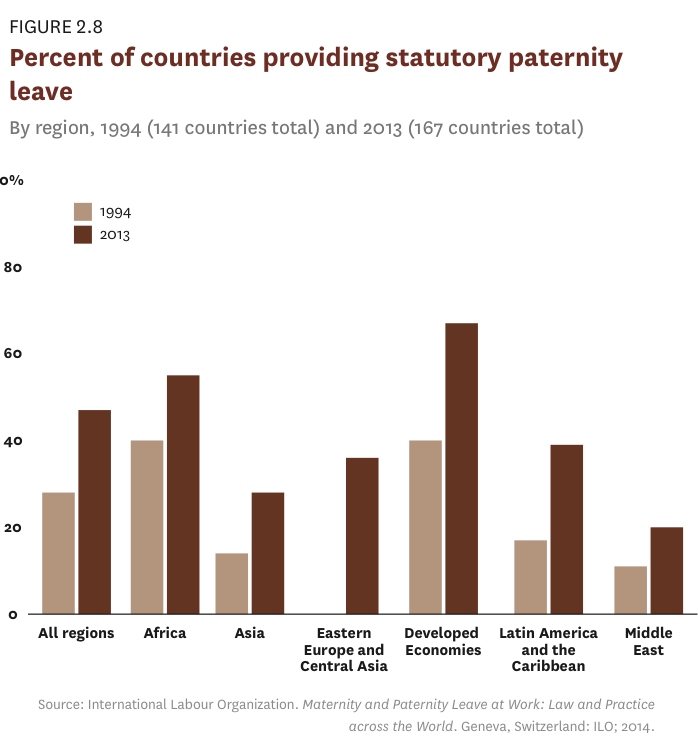 FIGURE 2.8
Percent of countries providing statutory paternity
leave
By region, 1994 (141 countries total) and 2013 (167 countries total)
0%
1994
2013
80
60
40
20
0
All regions
Africa
Asia
Eastern
Europe and
Central Asia
Developed
Economies
Latin America
and the
Caribbean
Middle
East
Source: International Labour Organization. Maternity and Paternity Leave at Work: Law and Practice
across the World. Geneva, Switzerland: ILO; 2014.